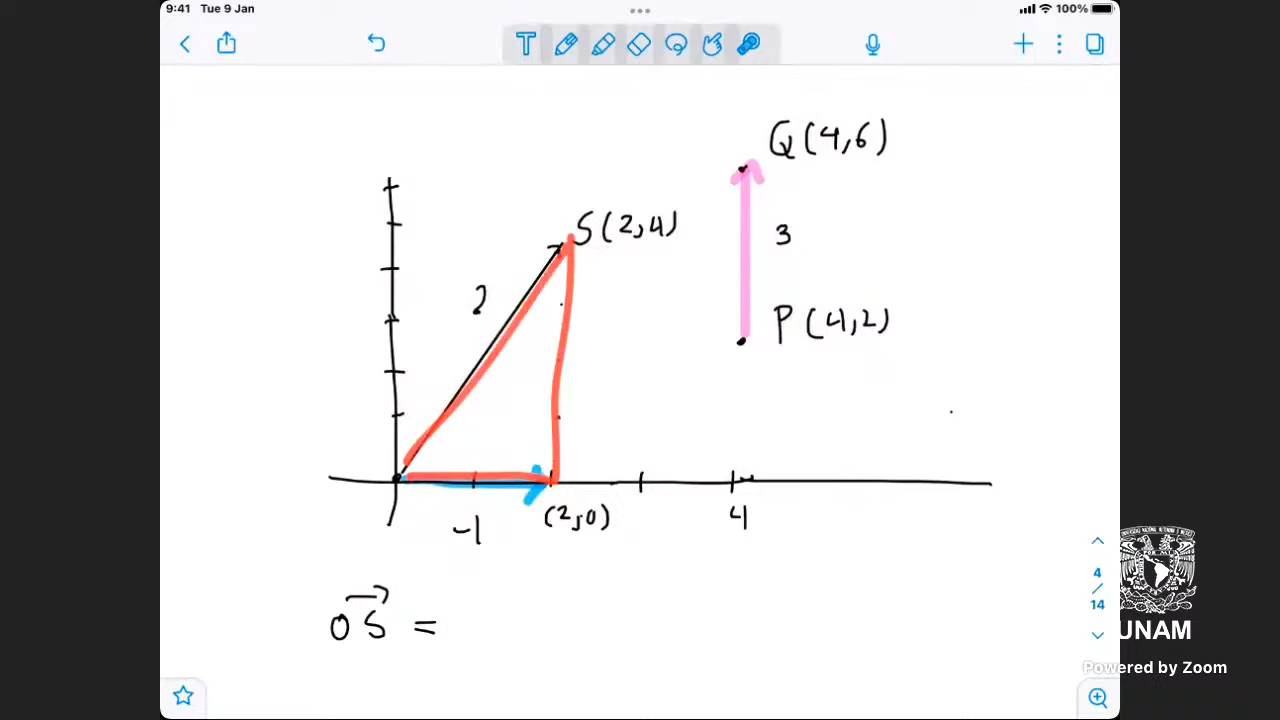 9:41 Tue 9 Jan
100%
T
Q(4,6)
S(2,4)
3
2
P(4,2)
-1
(2,0)
4
OS =
4
/
14
UNAM
Powered by Zoom